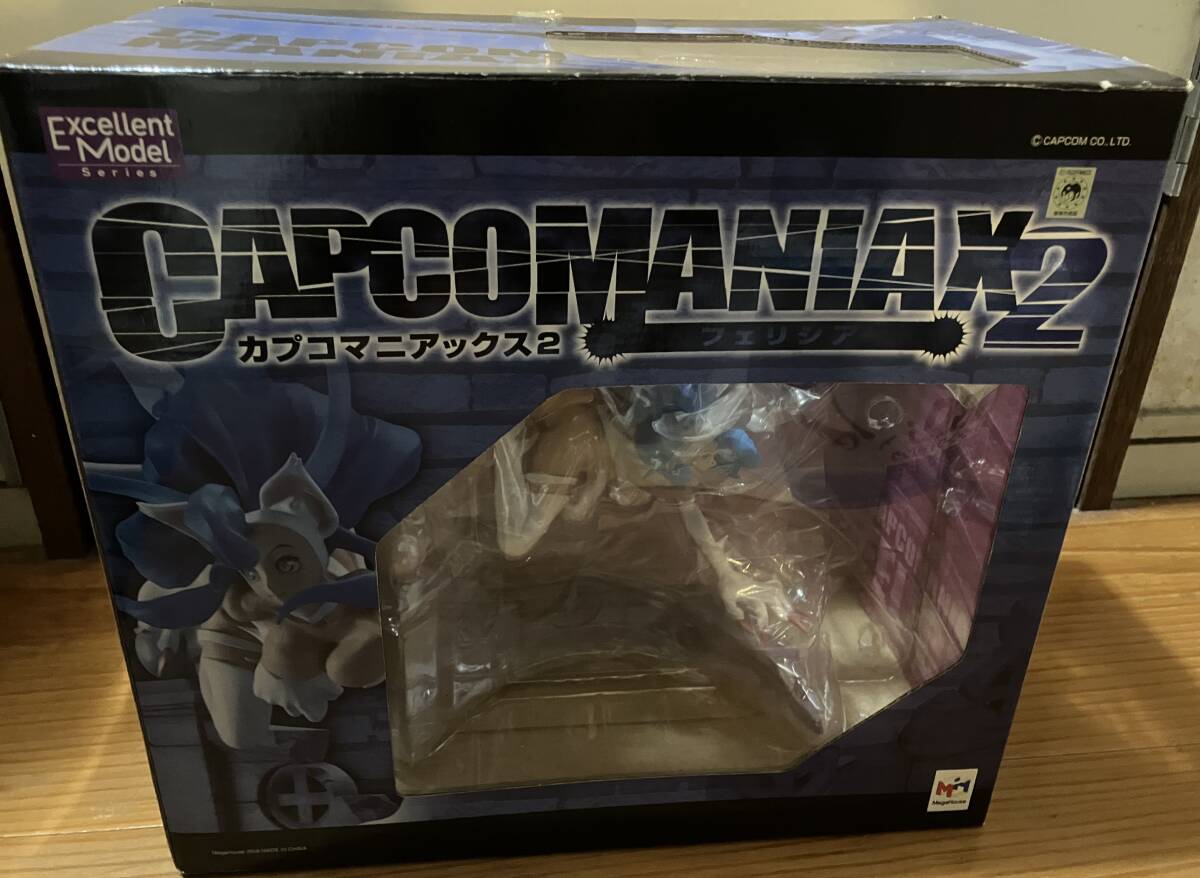 Excellent
Model
Series
© CAPCOM CO., LTD.
CAPCOMANIAX2
カプコマニアックス2
フェリシア
MegaHouse